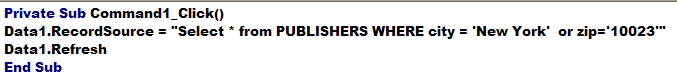 Private Sub Command1_Click()
Data1.RecordSource = "Select * from PUBLISHERS WHERE city = 'New York'  or zip='10023'"
Data1.Refresh
End Sub